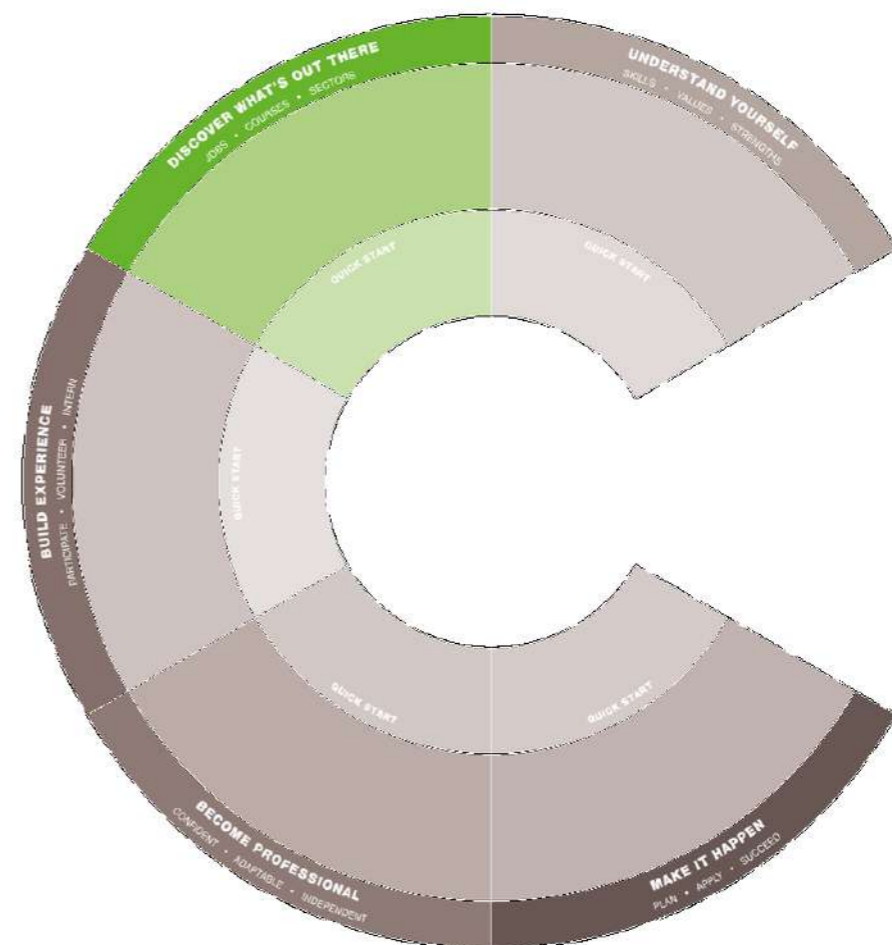 DISCOVER WHAT'S OUT THERE
JOBS • COURSES • SECTORS
QUICK START
UNDERSTAND YOURSELF
SKILLS • VALUES • STRENGTHS
QUICK START
BUILD EXPERIENCE
PARTICIPATE • VOLUNTEER • INTERN
QUICK START
BECOME PROFESSIONAL
CONFIDENT • ADAPTABLE • INDEPENDENT
QUICK START
MAKE IT HAPPEN
PLAN • APPLY • SUCCEED
QUICK START